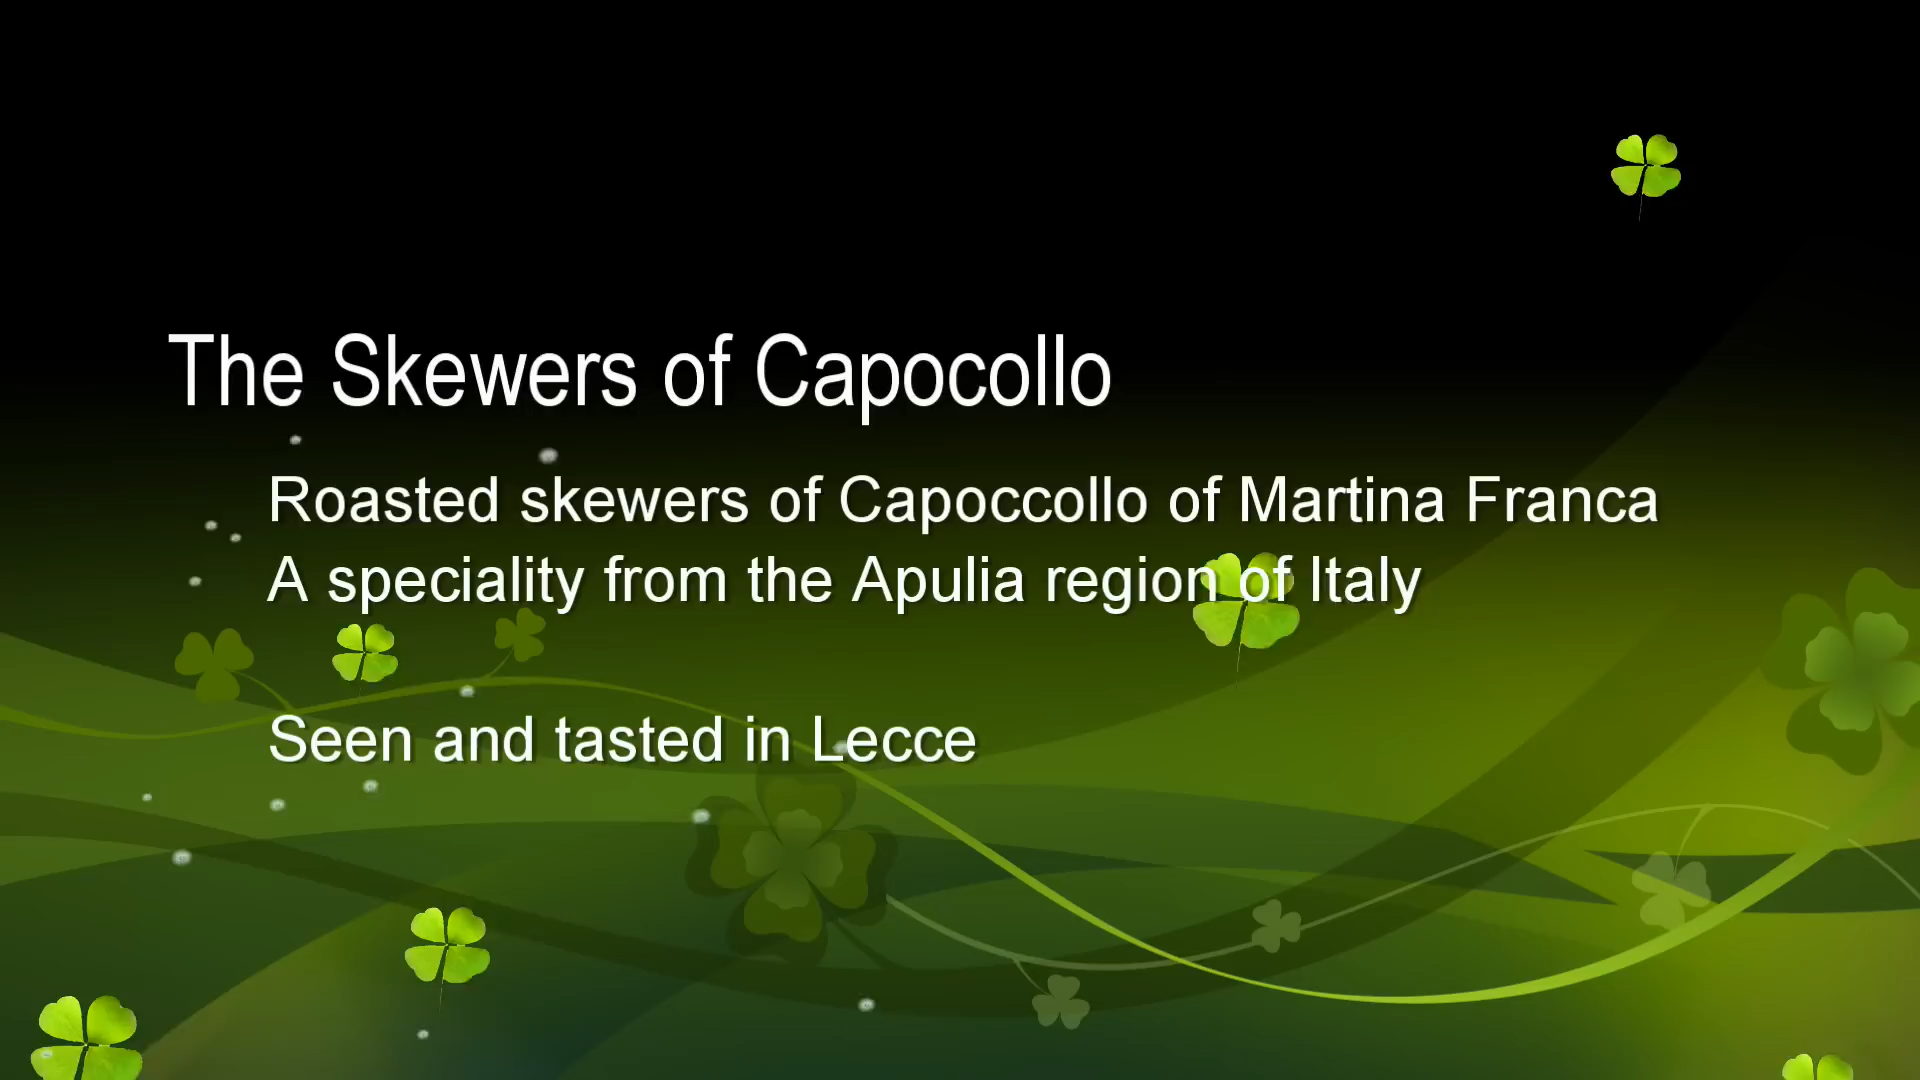 The Skewers of Capocollo
Roasted skewers of Capoccollo of Martina Franca
A speciality from the Apulia region of Italy
Seen and tasted in Lecce